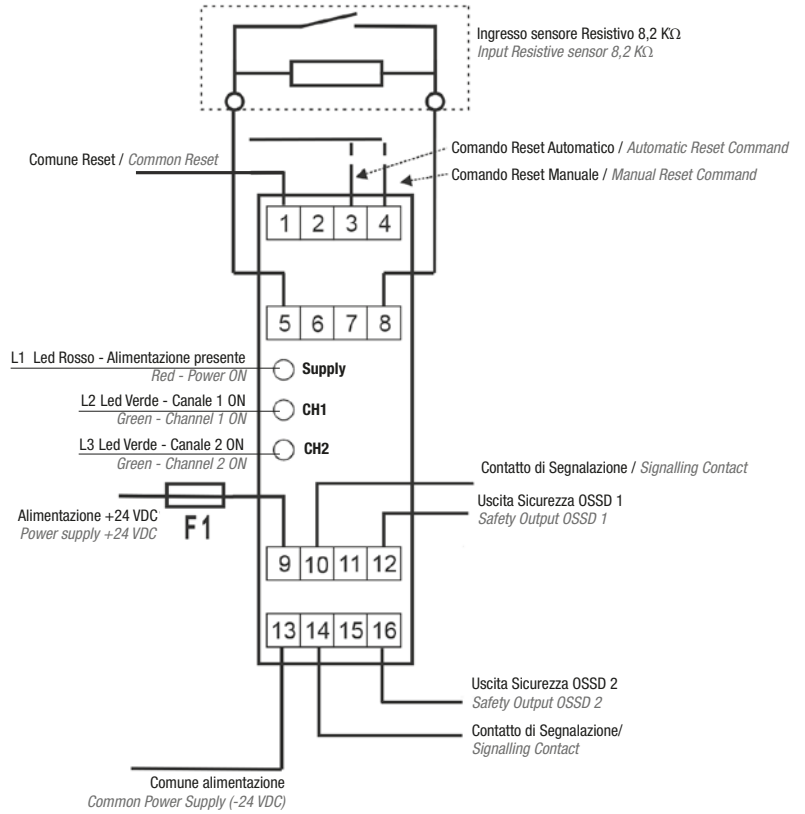 Ingresso sensore Resistivo 8,2 KΩ
Input Resistive sensor 8,2 KΩ
Comando Reset Automatico / Automatic Reset Command
Comune Reset / Common Reset
Comando Reset Manuale / Manual Reset Command
1 2 3 4
5 6 7 8
L1 Led Rosso - Alimentazione presente
Red - Power ON
Supply
L2 Led Verde - Canale 1 ON
Green - Channel 1 ON
CH1
L3 Led Verde - Canale 2 ON
Green - Channel 2 ON
CH2
Contatto di Segnalazione / Signalling Contact
Uscita Sicurezza OSSD 1
Safety Output OSSD 1
Alimentazione +24 VDC
Power supply +24 VDC
F1
9 10 11 12
13 14 15 16
Uscita Sicurezza OSSD 2
Safety Output OSSD 2
Contatto di Segnalazione/
Signalling Contact
Comune alimentazione
Common Power Supply (-24 VDC)